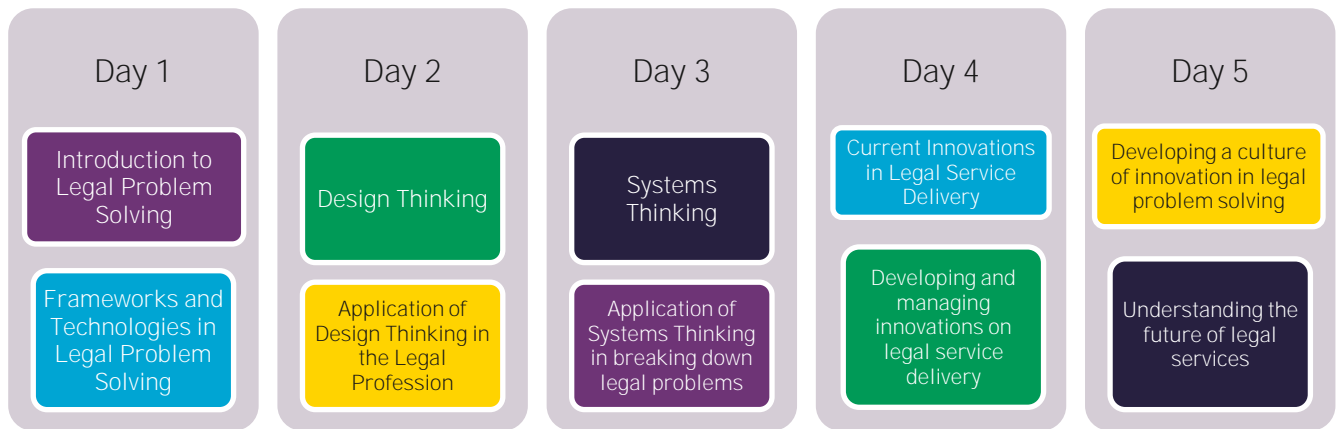 Day 1
Introduction to
Legal Problem
Solving
Frameworks and
Technologies in
Legal Problem
Solving
Day 2
Design Thinking
Application of
Design Thinking in
the Legal
Profession
Day 3
Systems
Thinking
Application of
Systems Thinking
in breaking down
legal problems
Day 4
Current Innovations
in Legal Service
Delivery
Developing and
managing
innovations on
legal service
delivery
Day 5
Developing a culture
of innovation in legal
problem solving
Understanding the
future of legal
services